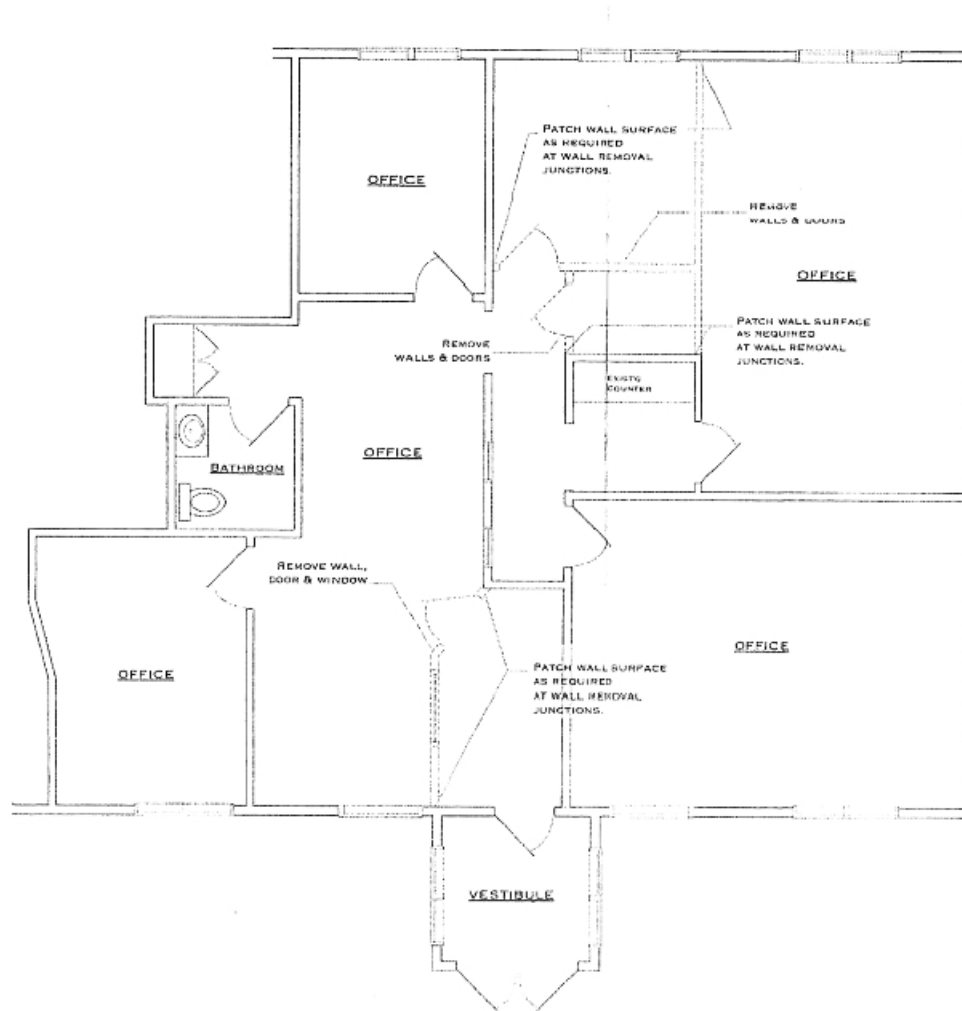 PATCH WALL SURFACE
AS REQUIRED
AT WALL REMOVAL
JUNCTIONS.
OFFICE
REMOVE
WALLS & DOORS
OFFICE
REMOVE
WALLS & DOORS
PATCH WALL SURFACE
AS REQUIRED
AT WALL REMOVAL
JUNCTIONS.
EXIST'G
COUNTER
OFFICE
BATHROOM
REMOVE WALL,
DOOR & WINDOW
OFFICE
OFFICE
PATCH WALL SURFACE
AS REQUIRED
AT WALL REMOVAL
JUNCTIONS.
VESTIBULE